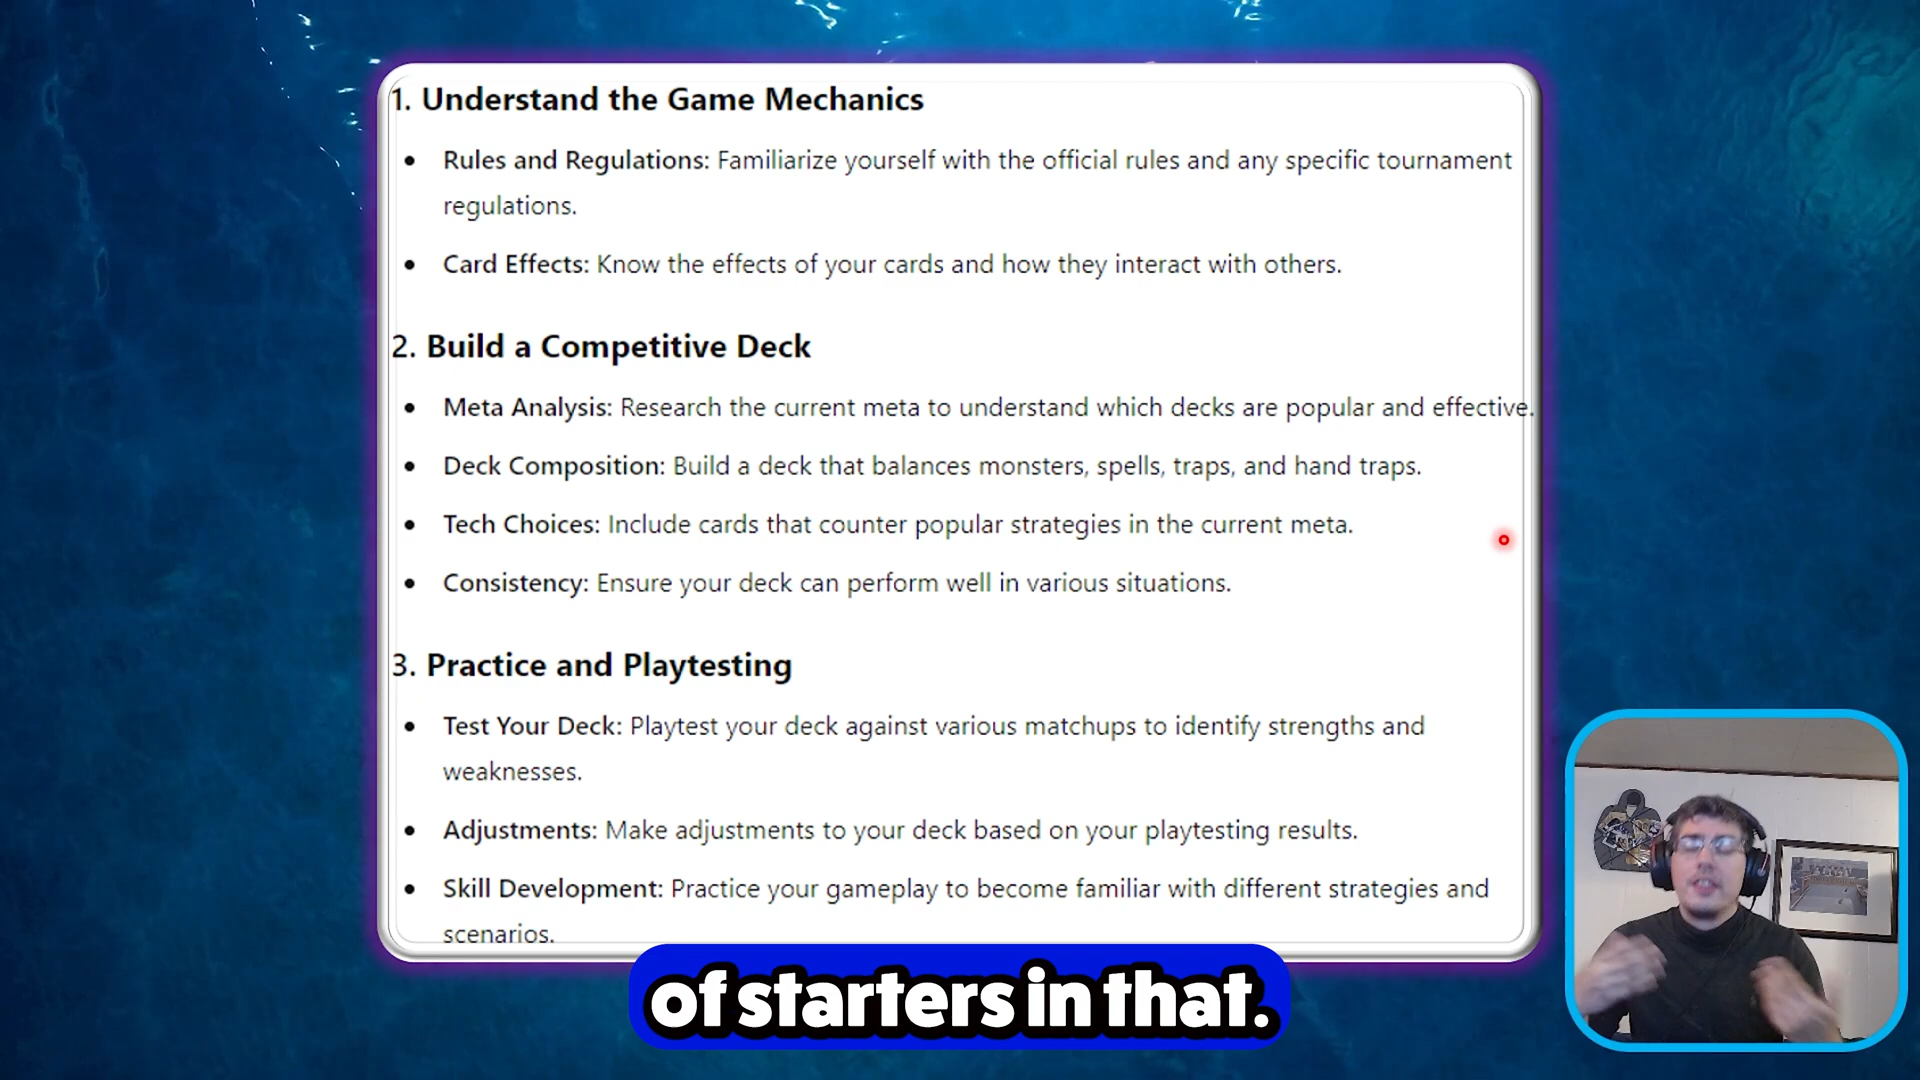 1. Understand the Game Mechanics
• Rules and Regulations: Familiarize yourself with the official rules and any specific tournament
regulations.
• Card Effects: Know the effects of your cards and how they interact with others.
2. Build a Competitive Deck
• Meta Analysis: Research the current meta to understand which decks are popular and effective.
• Deck Composition: Build a deck that balances monsters, spells, traps, and hand traps.
• Tech Choices: Include cards that counter popular strategies in the current meta.
• Consistency: Ensure your deck can perform well in various situations.
3. Practice and Playtesting
• Test Your Deck: Playtest your deck against various matchups to identify strengths and
weaknesses.
• Adjustments: Make adjustments to your deck based on your playtesting results.
• Skill Development: Practice your gameplay to become familiar with different strategies and
scenarios.
of starters in that.